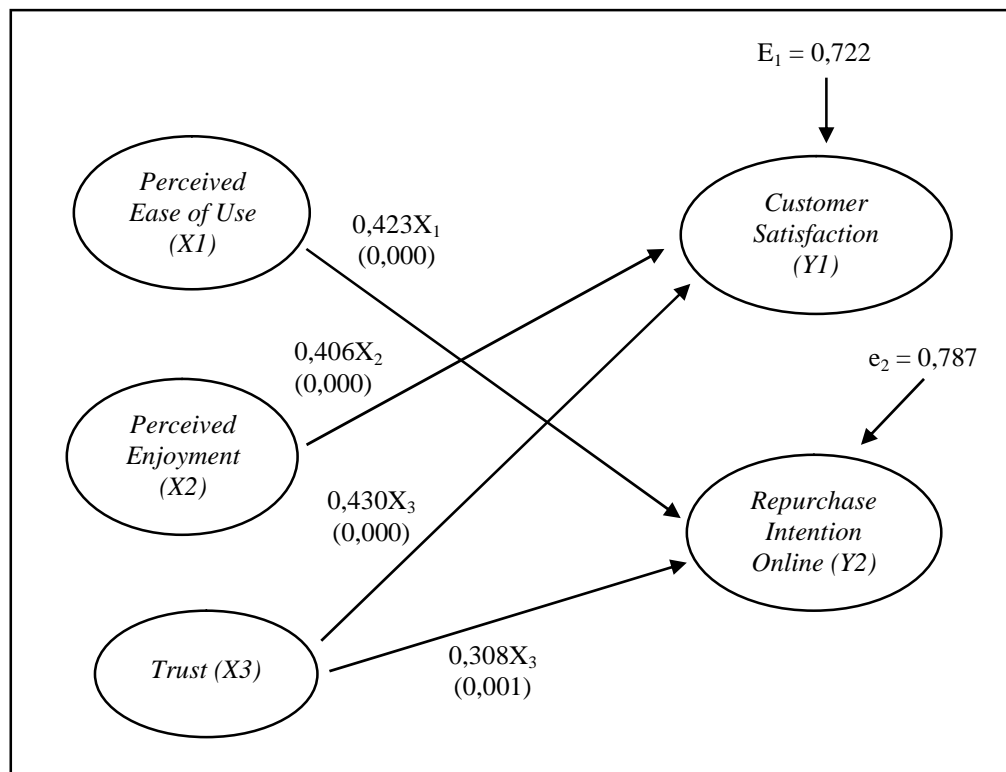 E₁ = 0,722
Perceived
Ease of Use
(X1)
0,423X₁
(0,000)
Customer
Satisfaction
(Y1)
0,406X₂
(0,000)
e₂ = 0,787
Perceived
Enjoyment
(X2)
0,430X₃
(0,000)
Repurchase
Intention
Online (Y2)
Trust (X3)
0,308X₃
(0,001)